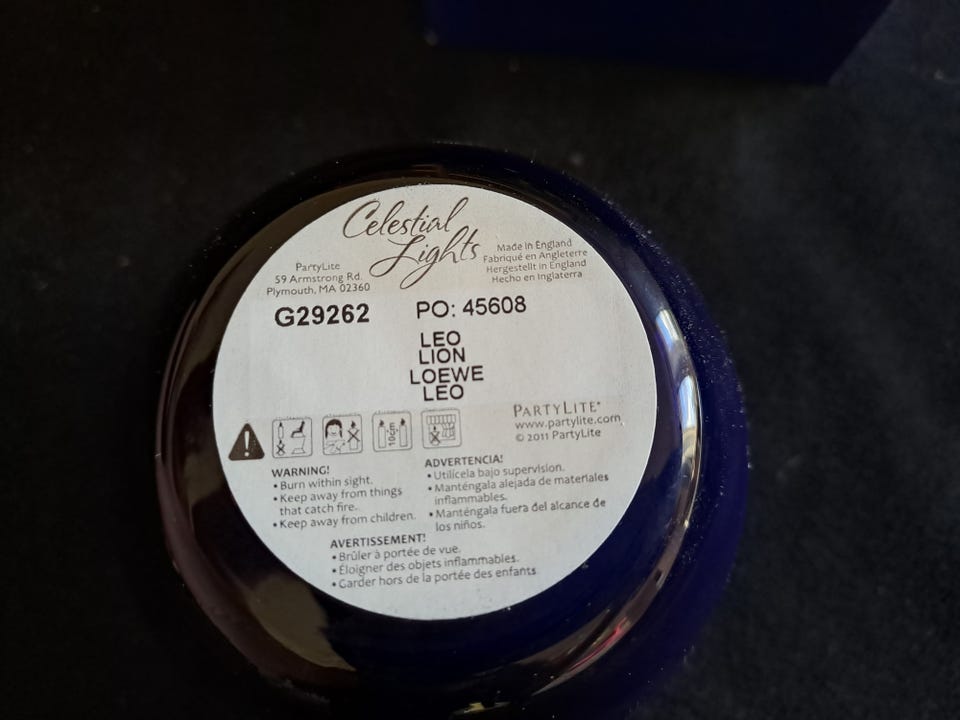 Celestial
Lights
PartyLite
59 Armstrong Rd.
Plymouth, MA 02360
Made in England
Fabriqué en Angleterre
Hergestellt in England
Hecho en Inglaterra
G29262
PO: 45608
LEO
LION
LOEWE
LEO
10cm
PARTYLITE®
www.partylite.com
© 2011 PartyLite
WARNING!
• Burn within sight.
• Keep away from things
that catch fire.
• Keep away from children.
ADVERTENCIA!
• Utilícela bajo supervision.
• Manténgala alejada de materiales
inflammables.
• Manténgala fuera del alcance de
los niños.
AVERTISSEMENT!
• Brûler à portée de vue.
• Éloigner des objets inflammables.
• Garder hors de la portée des enfants